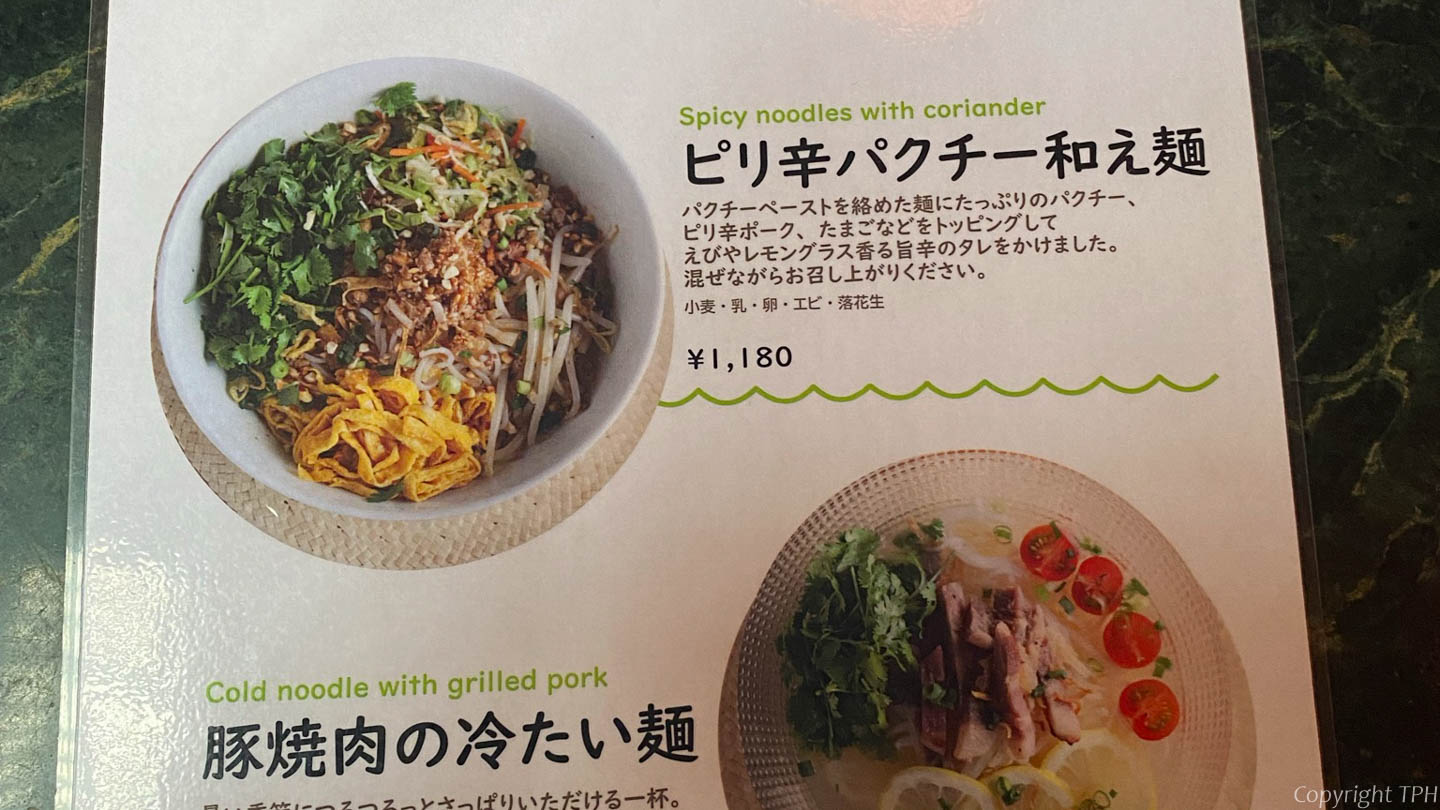 Spicy noodles with coriander
ピリ辛パクチー和え麺
パクチーペーストを絡めた麺にたっぷりのパクチー、
ピリ辛ポーク、たまごなどをトッピングして
えびやレモングラス香る旨辛のタレをかけました。
混ぜながらお召し上がりください。
小麦・乳・卵・エビ・落花生
¥1,180
Cold noodle with grilled pork
豚焼肉の冷たい麺
暑い季節につるつるっとさっぱりいただける一杯。
Copyright TPH